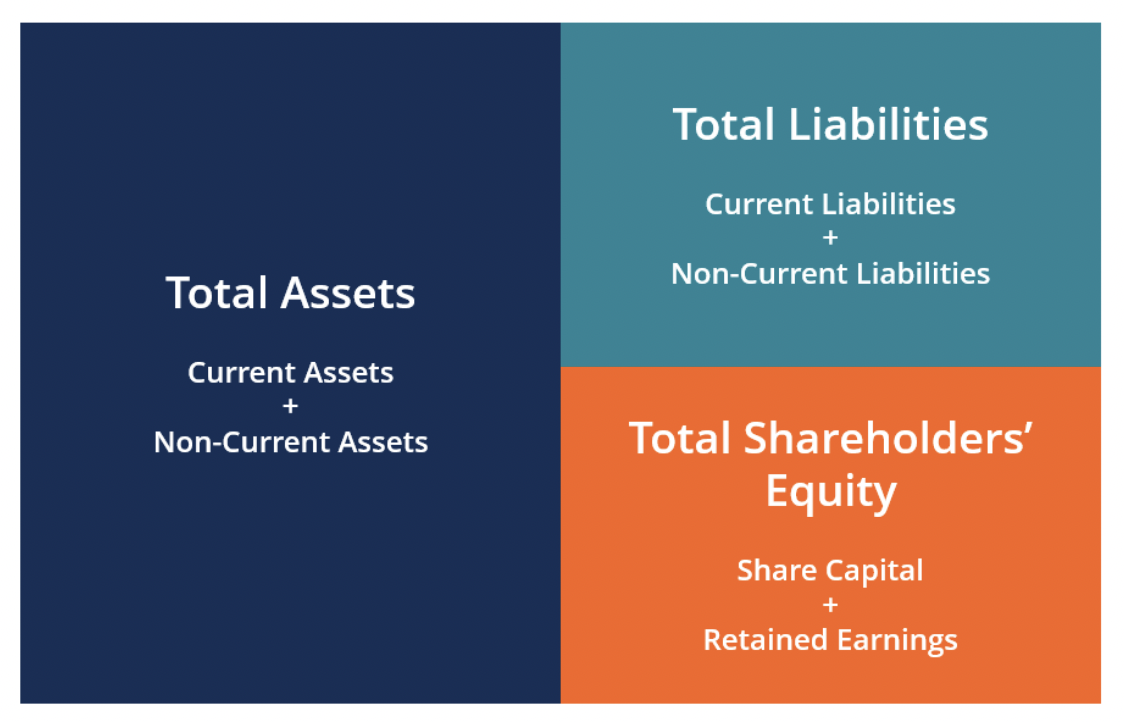 Total Assets
Current Assets
+
Non-Current Assets
Total Liabilities
Current Liabilities
+
Non-Current Liabilities
Total Shareholders’
Equity
Share Capital
+
Retained Earnings